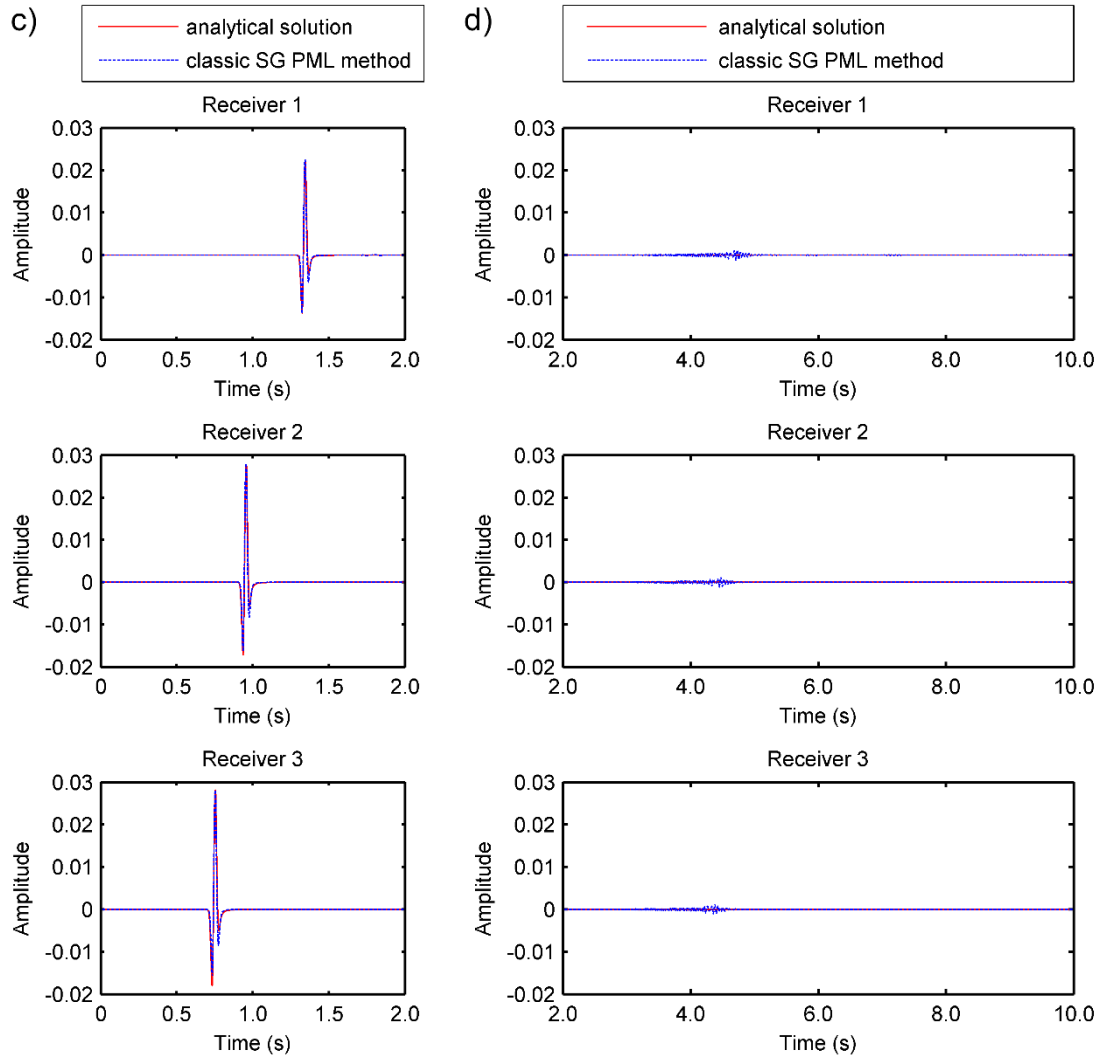 c)
analytical solution
classic SG PML method
Receiver 1
Amplitude
0.03
0.02
0.01
0
-0.01
-0.02
0 0.5 1.0 1.5 2.0
Time (s)
Receiver 2
Amplitude
0.03
0.02
0.01
0
-0.01
-0.02
0 0.5 1.0 1.5 2.0
Time (s)
Receiver 3
Amplitude
0.03
0.02
0.01
0
-0.01
-0.02
0 0.5 1.0 1.5 2.0
Time (s)
d)
analytical solution
classic SG PML method
Receiver 1
Amplitude
0.03
0.02
0.01
0
-0.01
-0.02
2.0 4.0 6.0 8.0 10.0
Time (s)
Receiver 2
Amplitude
0.03
0.02
0.01
0
-0.01
-0.02
2.0 4.0 6.0 8.0 10.0
Time (s)
Receiver 3
Amplitude
0.03
0.02
0.01
0
-0.01
-0.02
2.0 4.0 6.0 8.0 10.0
Time (s)